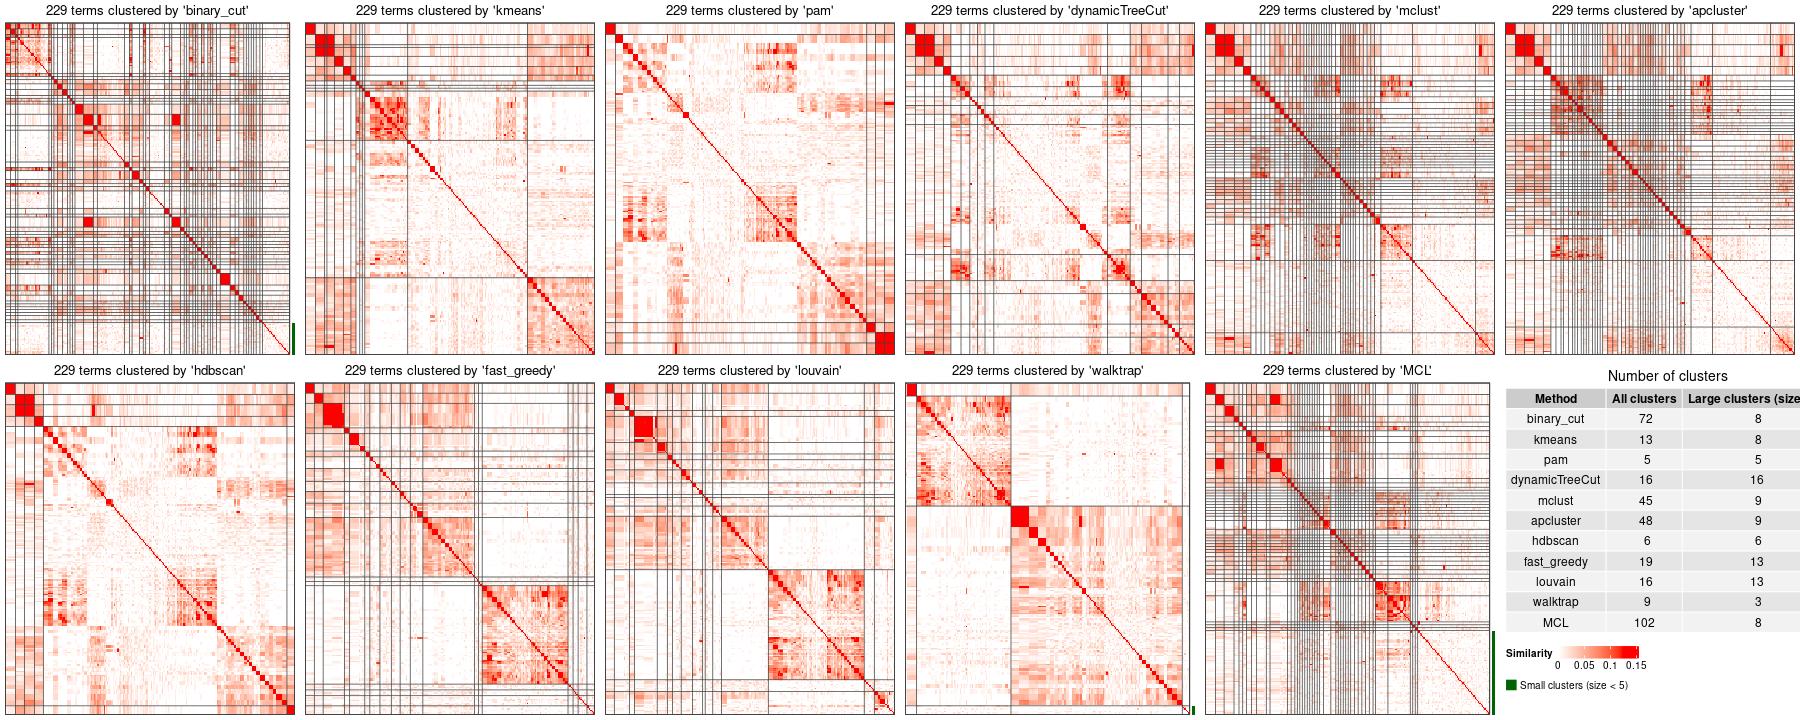 229 terms clustered by 'binary_cut'
229 terms clustered by 'kmeans'
229 terms clustered by 'pam'
229 terms clustered by 'dynamicTreeCut'
229 terms clustered by 'mclust'
229 terms clustered by 'apcluster'
229 terms clustered by 'hdbscan'
229 terms clustered by 'fast_greedy'
229 terms clustered by 'louvain'
229 terms clustered by 'walktrap'
229 terms clustered by 'MCL'
Number of clusters
Method All clusters Large clusters (size
binary_cut 72 8
kmeans 13 8
pam 5 5
dynamicTreeCut 16 16
mclust 45 9
apcluster 48 9
hdbscan 6 6
fast_greedy 19 13
louvain 16 13
walktrap 9 3
MCL 102 8
Similarity
0 0.05 0.1 0.15
Small clusters (size < 5)